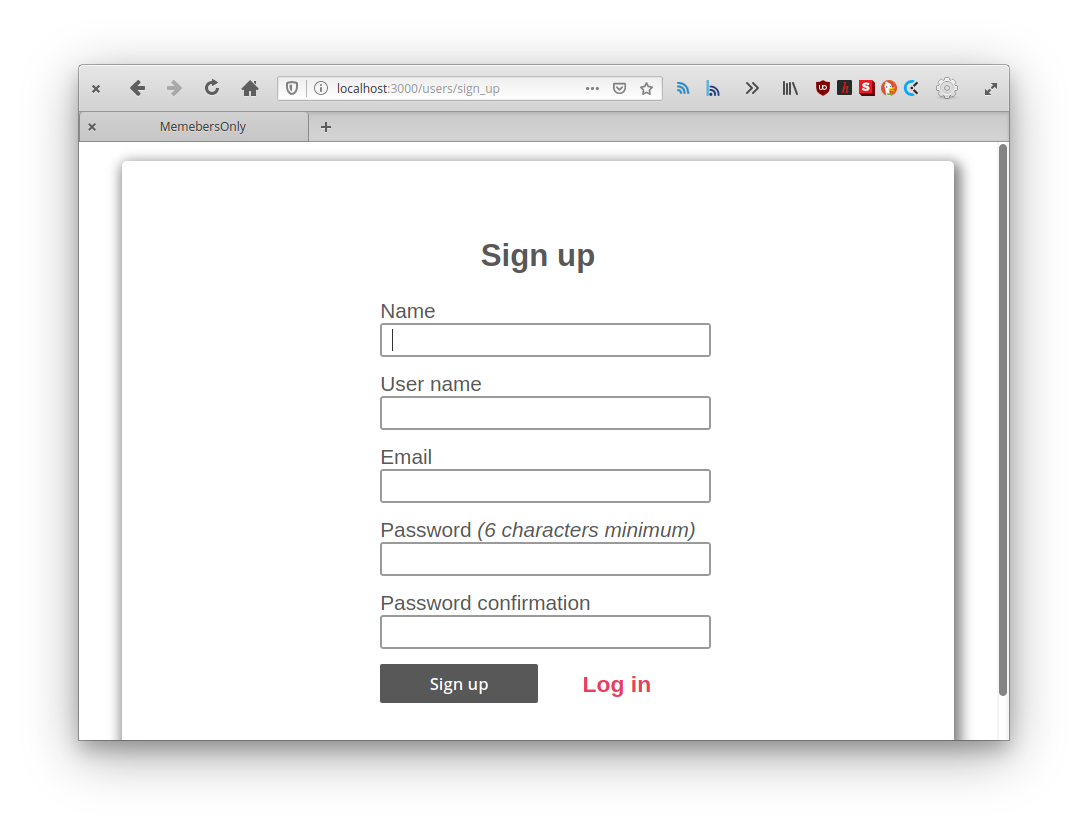 localhost:3000/users/sign_up
MemebersOnly
Sign up
Name
User name
Email
Password (6 characters minimum)
Password confirmation
Sign up
Log in